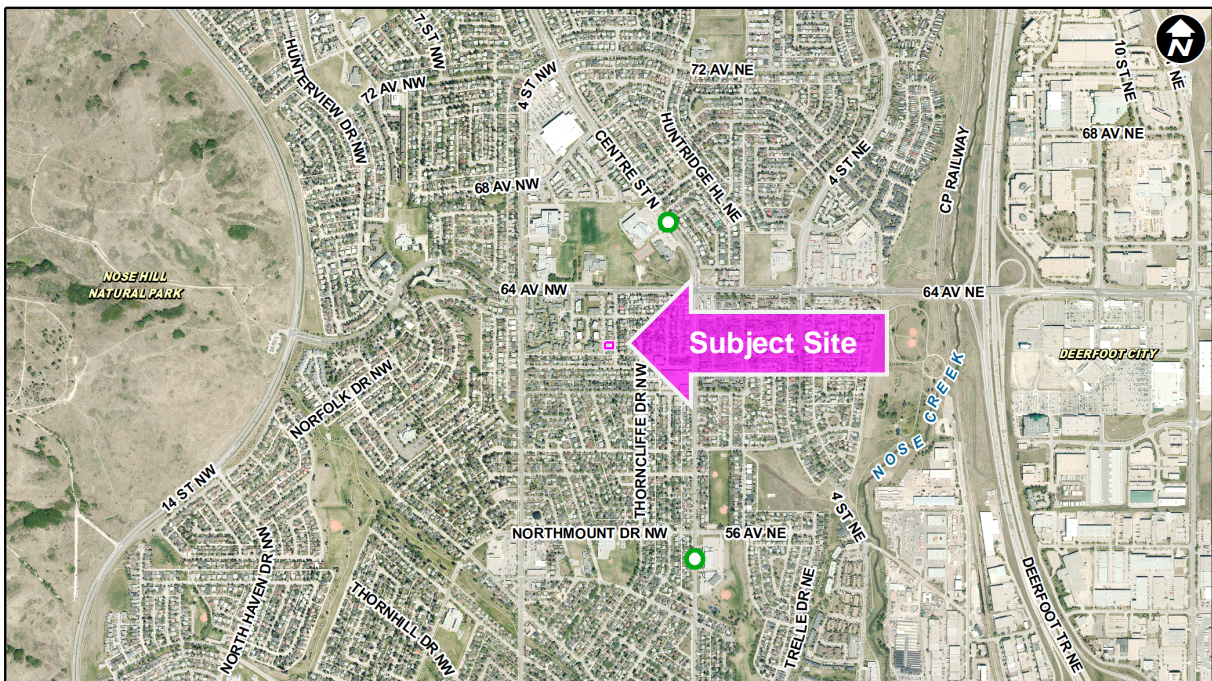 7 ST NW
HUNTERVIEW DR NW
72 AV NW
4 ST NW
72 AV NE
10 ST NE
NE
N
CENTRE ST N
HUNTRIDGE HL NE
68 AV NE
4 ST NE
CP RAILWAY
68 AV NW
NOSE HILL
NATURAL PARK
64 AV NW
64 AV NE
Subject Site
DEERFOOT CITY
NORFOLK DR NW
THORNCLIFFE DR NW
NOSE CREEK
14 ST NW
NORTHMOUNT DR NW
56 AV NE
4 ST NE
NORTH HAVEN DR NW
THORNHILL DR NW
TRELLE DR NE
DEERFOOT TR NE